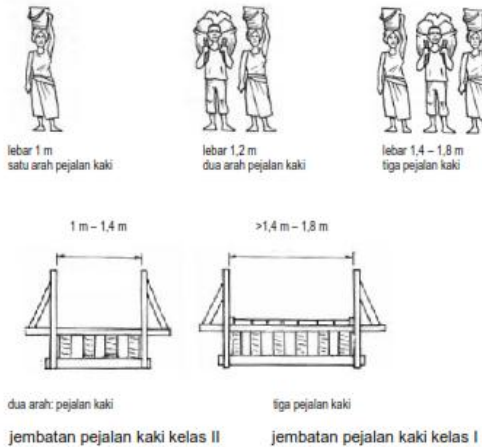 lebar 1 m
satu arah pejalan kaki
lebar 1,2 m
dua arah pejalan kaki
lebar 1,4 – 1,8 m
tiga pejalan kaki
1 m – 1,4 m
>1,4 m – 1,8 m
dua arah: pejalan kaki
tiga pejalan kaki
jembatan pejalan kaki kelas II
jembatan pejalan kaki kelas I